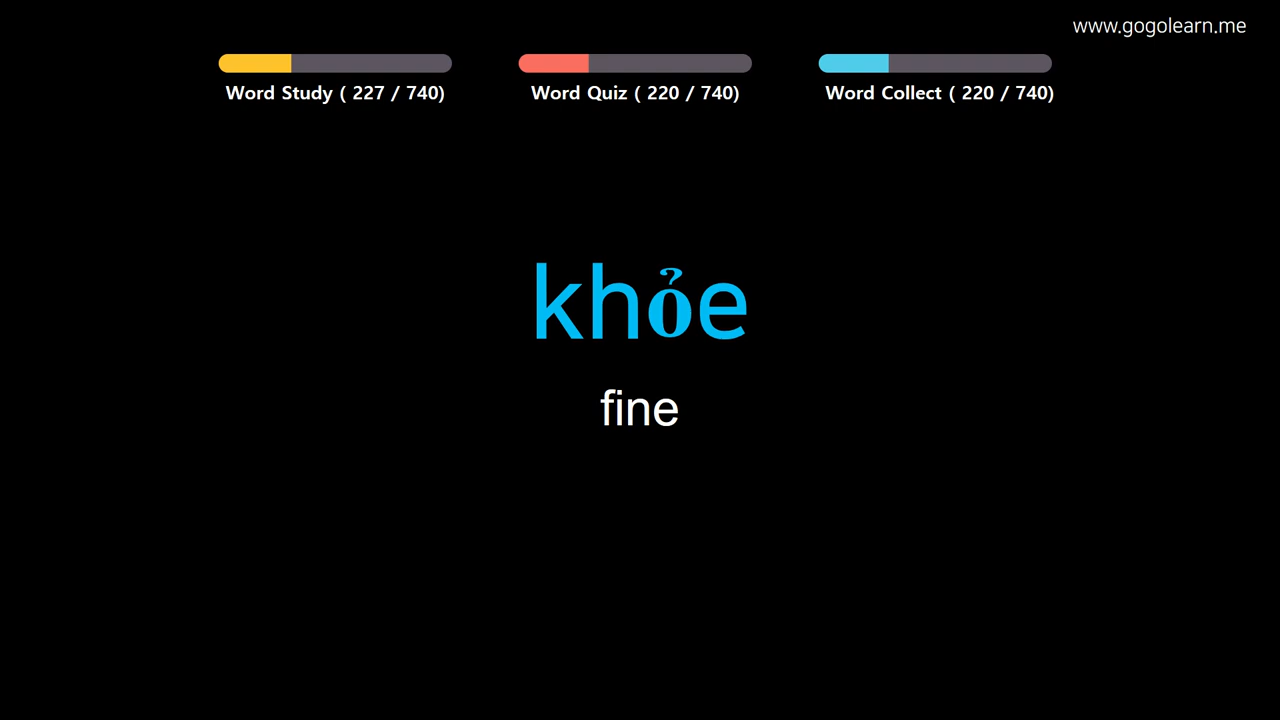 www.gogolearn.me
Word Study ( 227 / 740)
Word Quiz ( 220 / 740)
Word Collect ( 220 / 740)
khỏe
fine